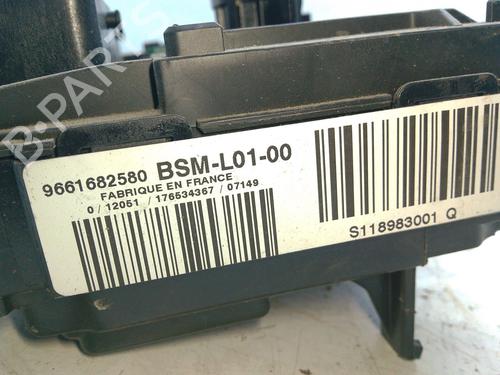 B-PARTS
9661682580 BSM-L01-00
FABRIQUE EN FRANCE
0 / 12051 / 176534367 / 07149
S118983001 Q